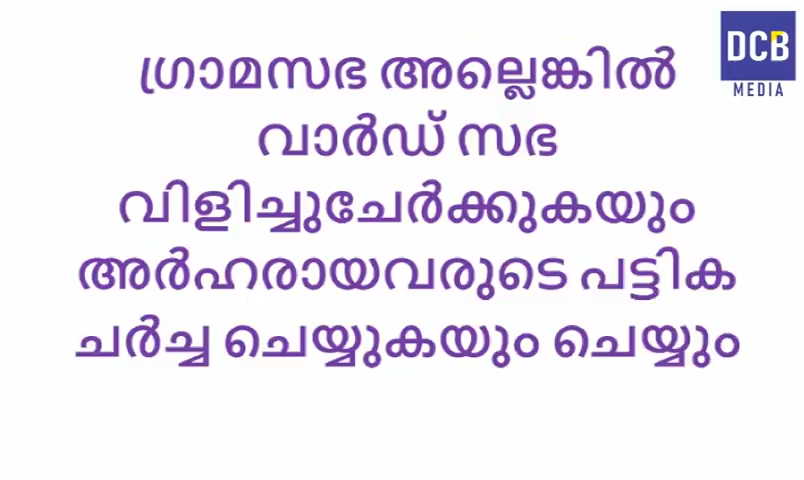 DCB
MEDIA
ഗ്രാമസഭ അല്ലെങ്കിൽ
വാർഡ് സഭ
വിളിച്ചുചേർക്കുകയും
അർഹരായവരുടെ പട്ടിക
ചർച്ച ചെയ്യുകയും ചെയ്യും